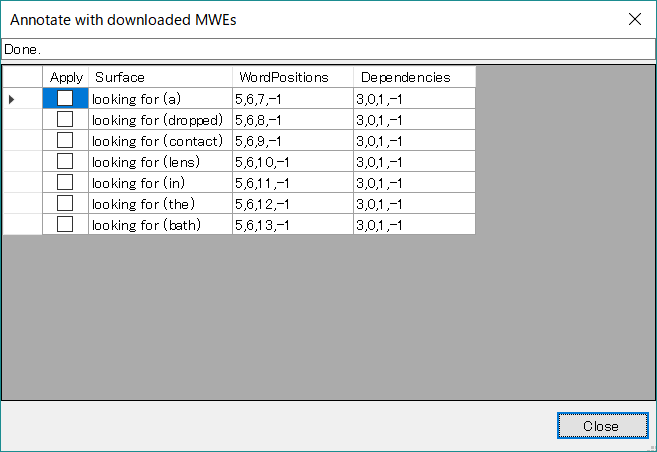 Annotate with downloaded MWEs
Done.
Apply Surface WordPositions Dependencies
looking for (a) 5,6,7,-1 3,0,1,-1
looking for (dropped) 5,6,8,-1 3,0,1,-1
looking for (contact) 5,6,9,-1 3,0,1,-1
looking for (lens) 5,6,10,-1 3,0,1,-1
looking for (in) 5,6,11,-1 3,0,1,-1
looking for (the) 5,6,12,-1 3,0,1,-1
looking for (bath) 5,6,13,-1 3,0,1,-1
Close